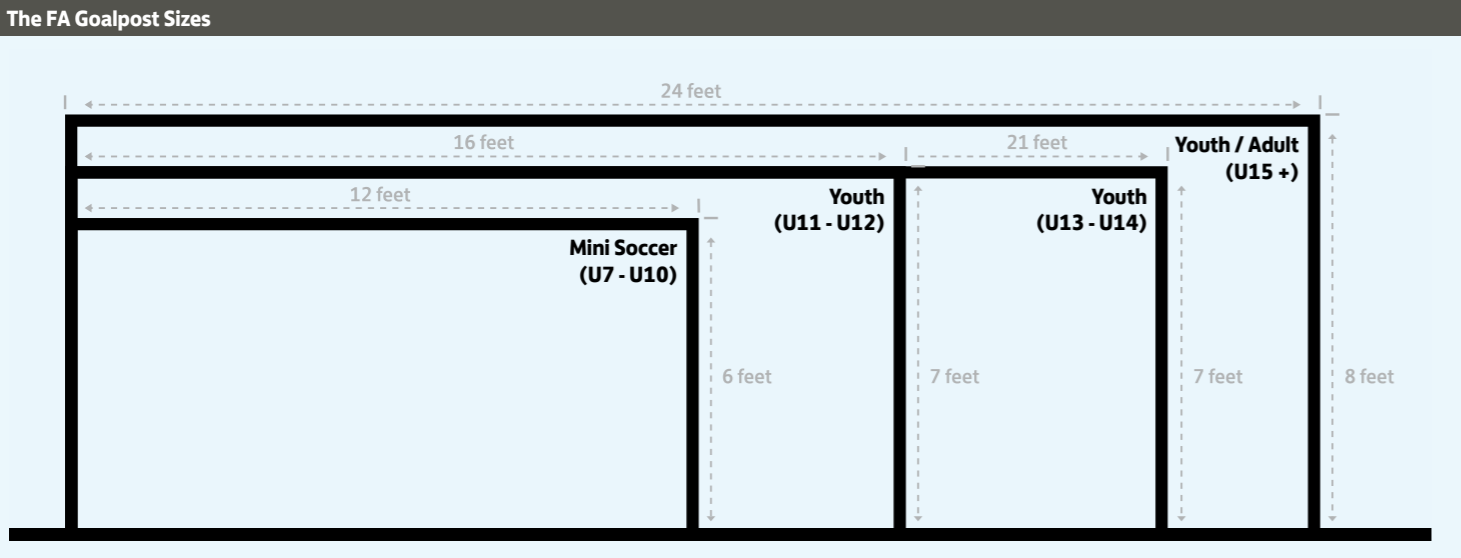 The FA Goalpost Sizes
24 feet
16 feet
21 feet
Youth / Adult
(U15 +)
12 feet
Youth
(U11 - U12)
Youth
(U13 - U14)
Mini Soccer
(U7 - U10)
6 feet
7 feet
7 feet
8 feet